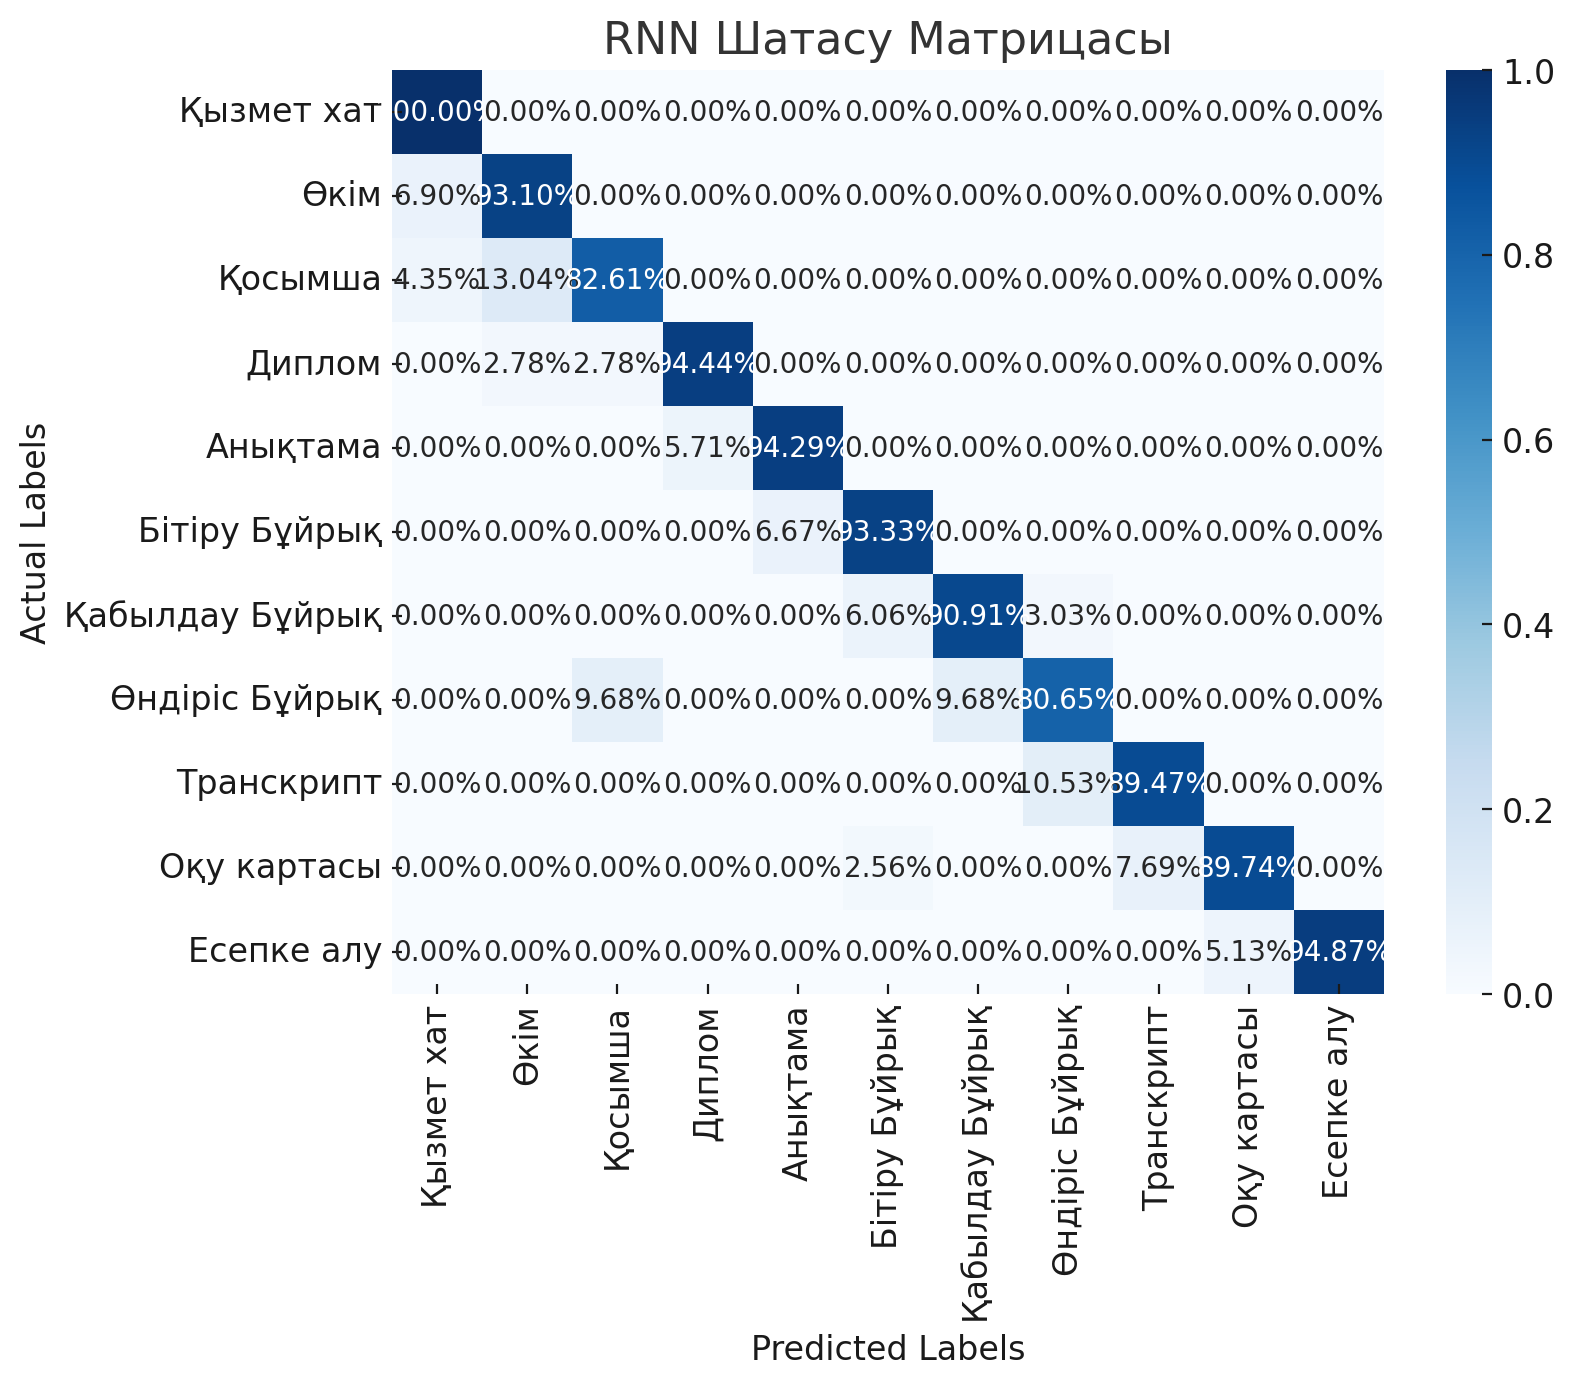 RNN Шатасу Матрицасы
Қызмет хат 100.00% 0.00% 0.00% 0.00% 0.00% 0.00% 0.00% 0.00% 0.00% 0.00% 0.00%
Өкім 6.90% 93.10% 0.00% 0.00% 0.00% 0.00% 0.00% 0.00% 0.00% 0.00% 0.00%
Қосымша 4.35% 13.04% 82.61% 0.00% 0.00% 0.00% 0.00% 0.00% 0.00% 0.00% 0.00%
Диплом 0.00% 2.78% 2.78% 94.44% 0.00% 0.00% 0.00% 0.00% 0.00% 0.00% 0.00%
Анықтама 0.00% 0.00% 0.00% 5.71% 94.29% 0.00% 0.00% 0.00% 0.00% 0.00% 0.00%
Бітіру Бұйрық 0.00% 0.00% 0.00% 0.00% 6.67% 93.33% 0.00% 0.00% 0.00% 0.00% 0.00%
Қабылдау Бұйрық 0.00% 0.00% 0.00% 0.00% 0.00% 6.06% 90.91% 3.03% 0.00% 0.00% 0.00%
Өндіріс Бұйрық 0.00% 0.00% 9.68% 0.00% 0.00% 0.00% 9.68% 80.65% 0.00% 0.00% 0.00%
Транскрипт 0.00% 0.00% 0.00% 0.00% 0.00% 0.00% 0.00% 10.53% 89.47% 0.00% 0.00%
Оқу картасы 0.00% 0.00% 0.00% 0.00% 0.00% 2.56% 0.00% 0.00% 7.69% 89.74% 0.00%
Есепке алу 0.00% 0.00% 0.00% 0.00% 0.00% 0.00% 0.00% 0.00% 0.00% 5.13% 94.87%
Actual Labels
Қызмет хат
Өкім
Қосымша
Диплом
Анықтама
Бітіру Бұйрық
Қабылдау Бұйрық
Өндіріс Бұйрық
Транскрипт
Оқу картасы
Есепке алу
Predicted Labels
1.0
0.8
0.6
0.4
0.2
0.0